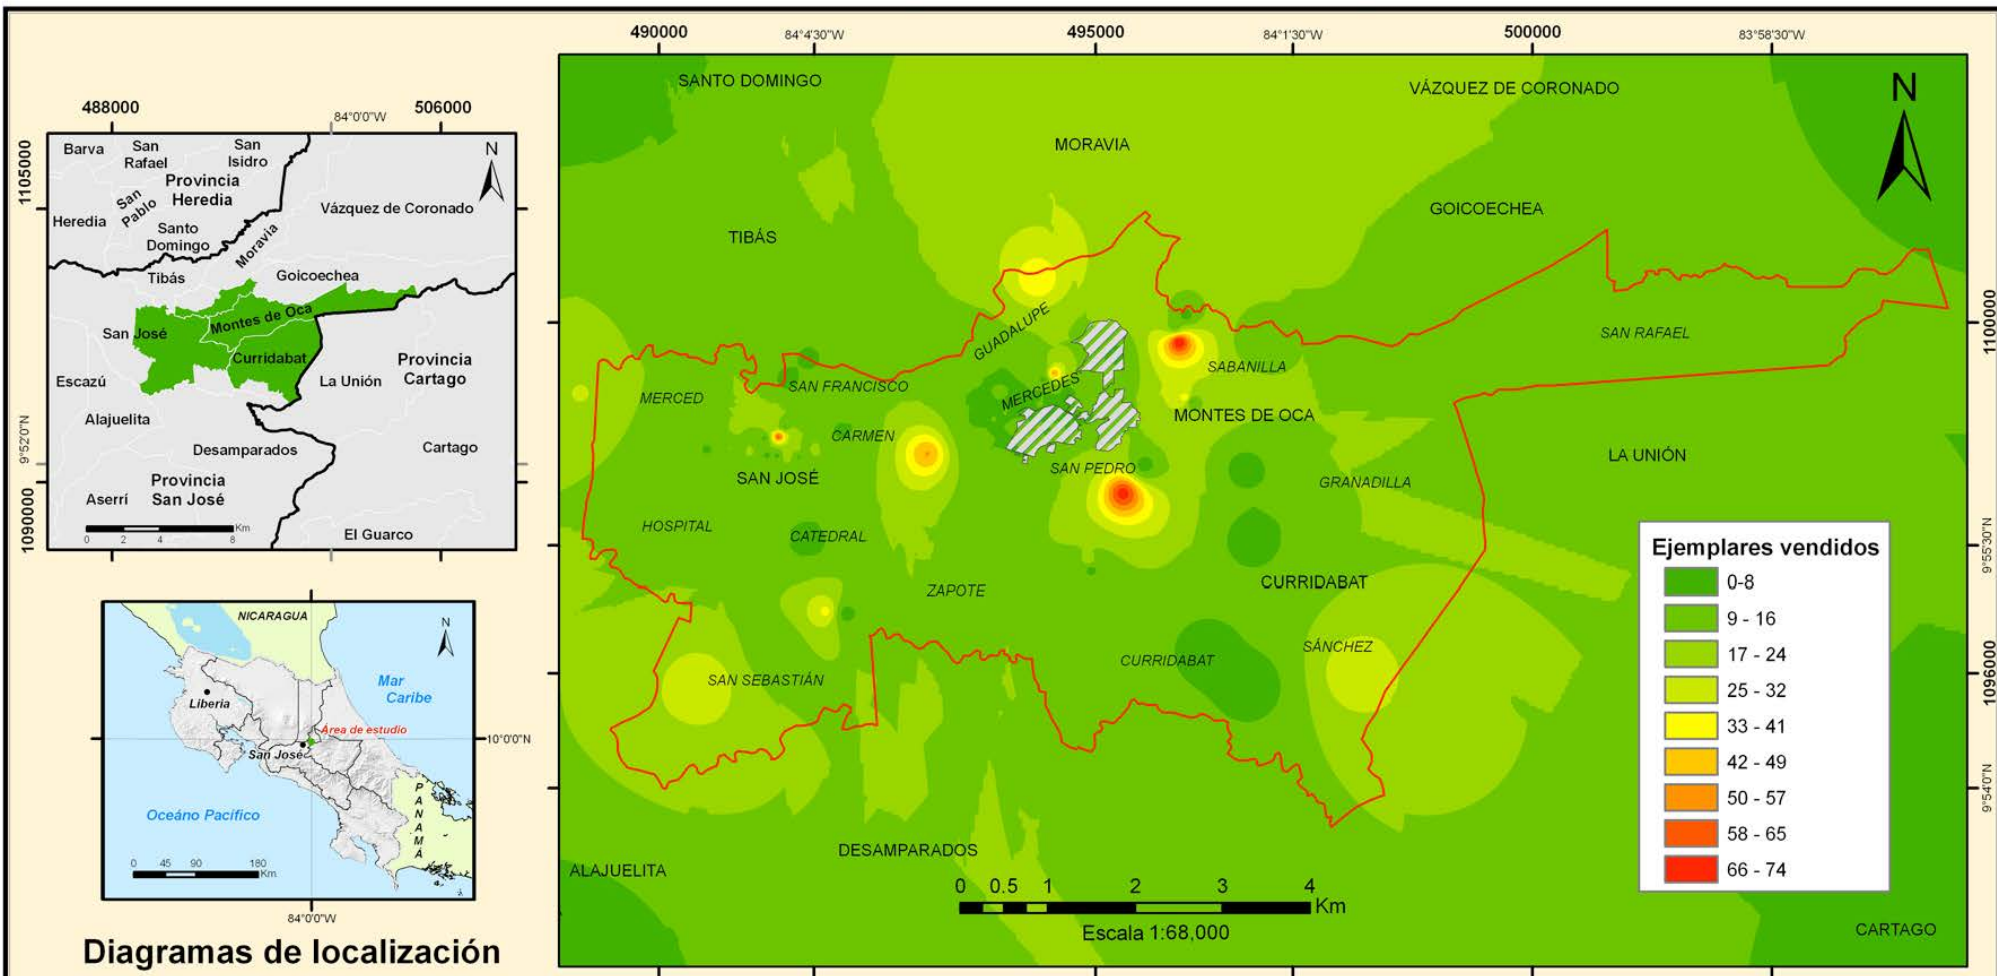 488000
506000
84°0'0"W
1105000
1090000
9°52'0"N
Barva
San
Rafael
San
Isidro
Provincia
Heredia
San
Pablo
Heredia
Santo
Domingo
Moravia
Vázquez de Coronado
N
Tibás
Goicoechea
San José
Montes de Oca
Curridabat
Escazú
La Unión
Provincia
Cartago
Alajuelita
Desamparados
Cartago
Aserrí
Provincia
San José
El Guarco
0 2 4 8 Km
NICARAGUA
N
Mar
Caribe
Liberia
Área de estudio
San José
10°0'0"N
Oceáno Pacífico
PANAMÁ
0 45 90 180 Km
84°0'0"W
Diagramas de localización
490000
84°4'30"W
495000
84°1'30"W
500000
83°58'30"W
SANTO DOMINGO
VÁZQUEZ DE CORONADO
N
MORAVIA
GOICOECHEA
TIBÁS
1100000
GUADALUPE
SAN RAFAEL
SABANILLA
SAN FRANCISCO
MERCED
MERCEDES
MONTES DE OCA
CARMEN
LA UNIÓN
SAN PEDRO
SAN JOSÉ
GRANADILLA
HOSPITAL
CATEDRAL
9°55'30"N
CURRIDABAT
ZAPOTE
SÁNCHEZ
CURRIDABAT
SAN SEBASTIÁN
1096000
9°54'0"N
DESAMPARADOS
ALAJUELITA
CARTAGO
Ejemplares vendidos
0-8
9 - 16
17 - 24
25 - 32
33 - 41
42 - 49
50 - 57
58 - 65
66 - 74
0 0.5 1 2 3 4
Km
Escala 1:68,000